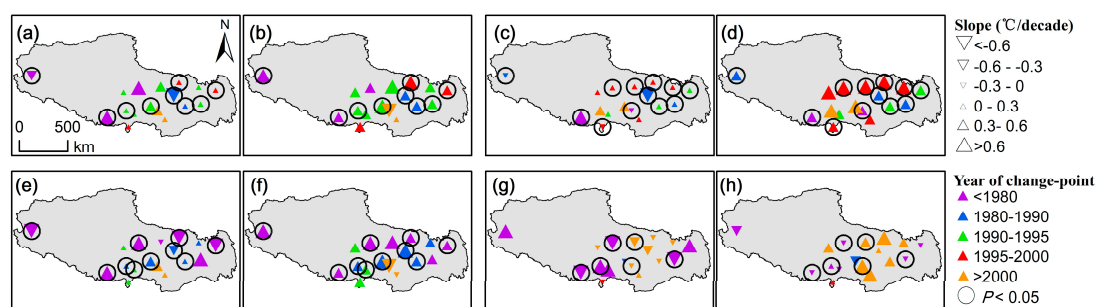 (a) N (b) (c) (d) Slope (℃/decade)
<-0.6
-0.6 - -0.3
-0.3 - 0
0 - 0.3
0.3- 0.6
>0.6
0 500
km
(e) (f) (g) (h) Year of change-point
<1980
1980-1990
1990-1995
1995-2000
>2000
P< 0.05